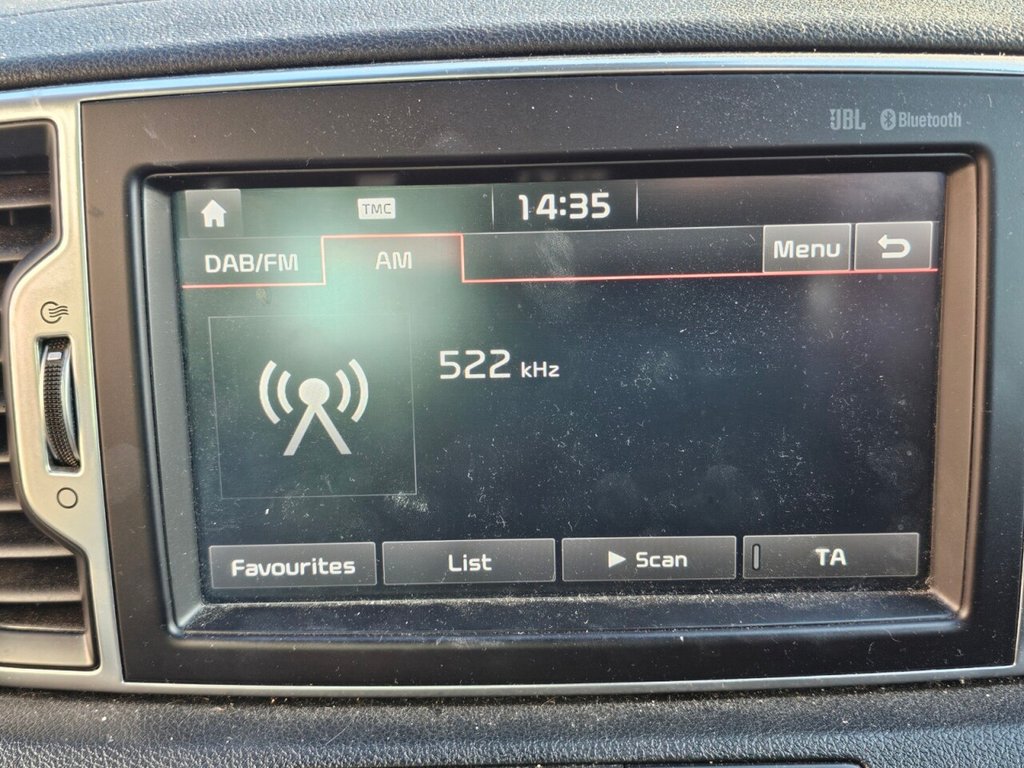 JBL Bluetooth
TMC 14:35
DAB/FM AM Menu
522 kHz
Favourites List Scan TA